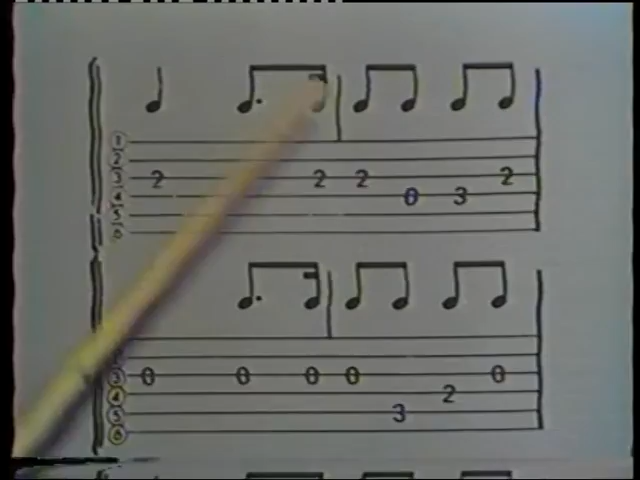 1
2
3 2 2 2 2
4 0 3
5
6
3 0 0 0 0 0
4 2
5 3
6